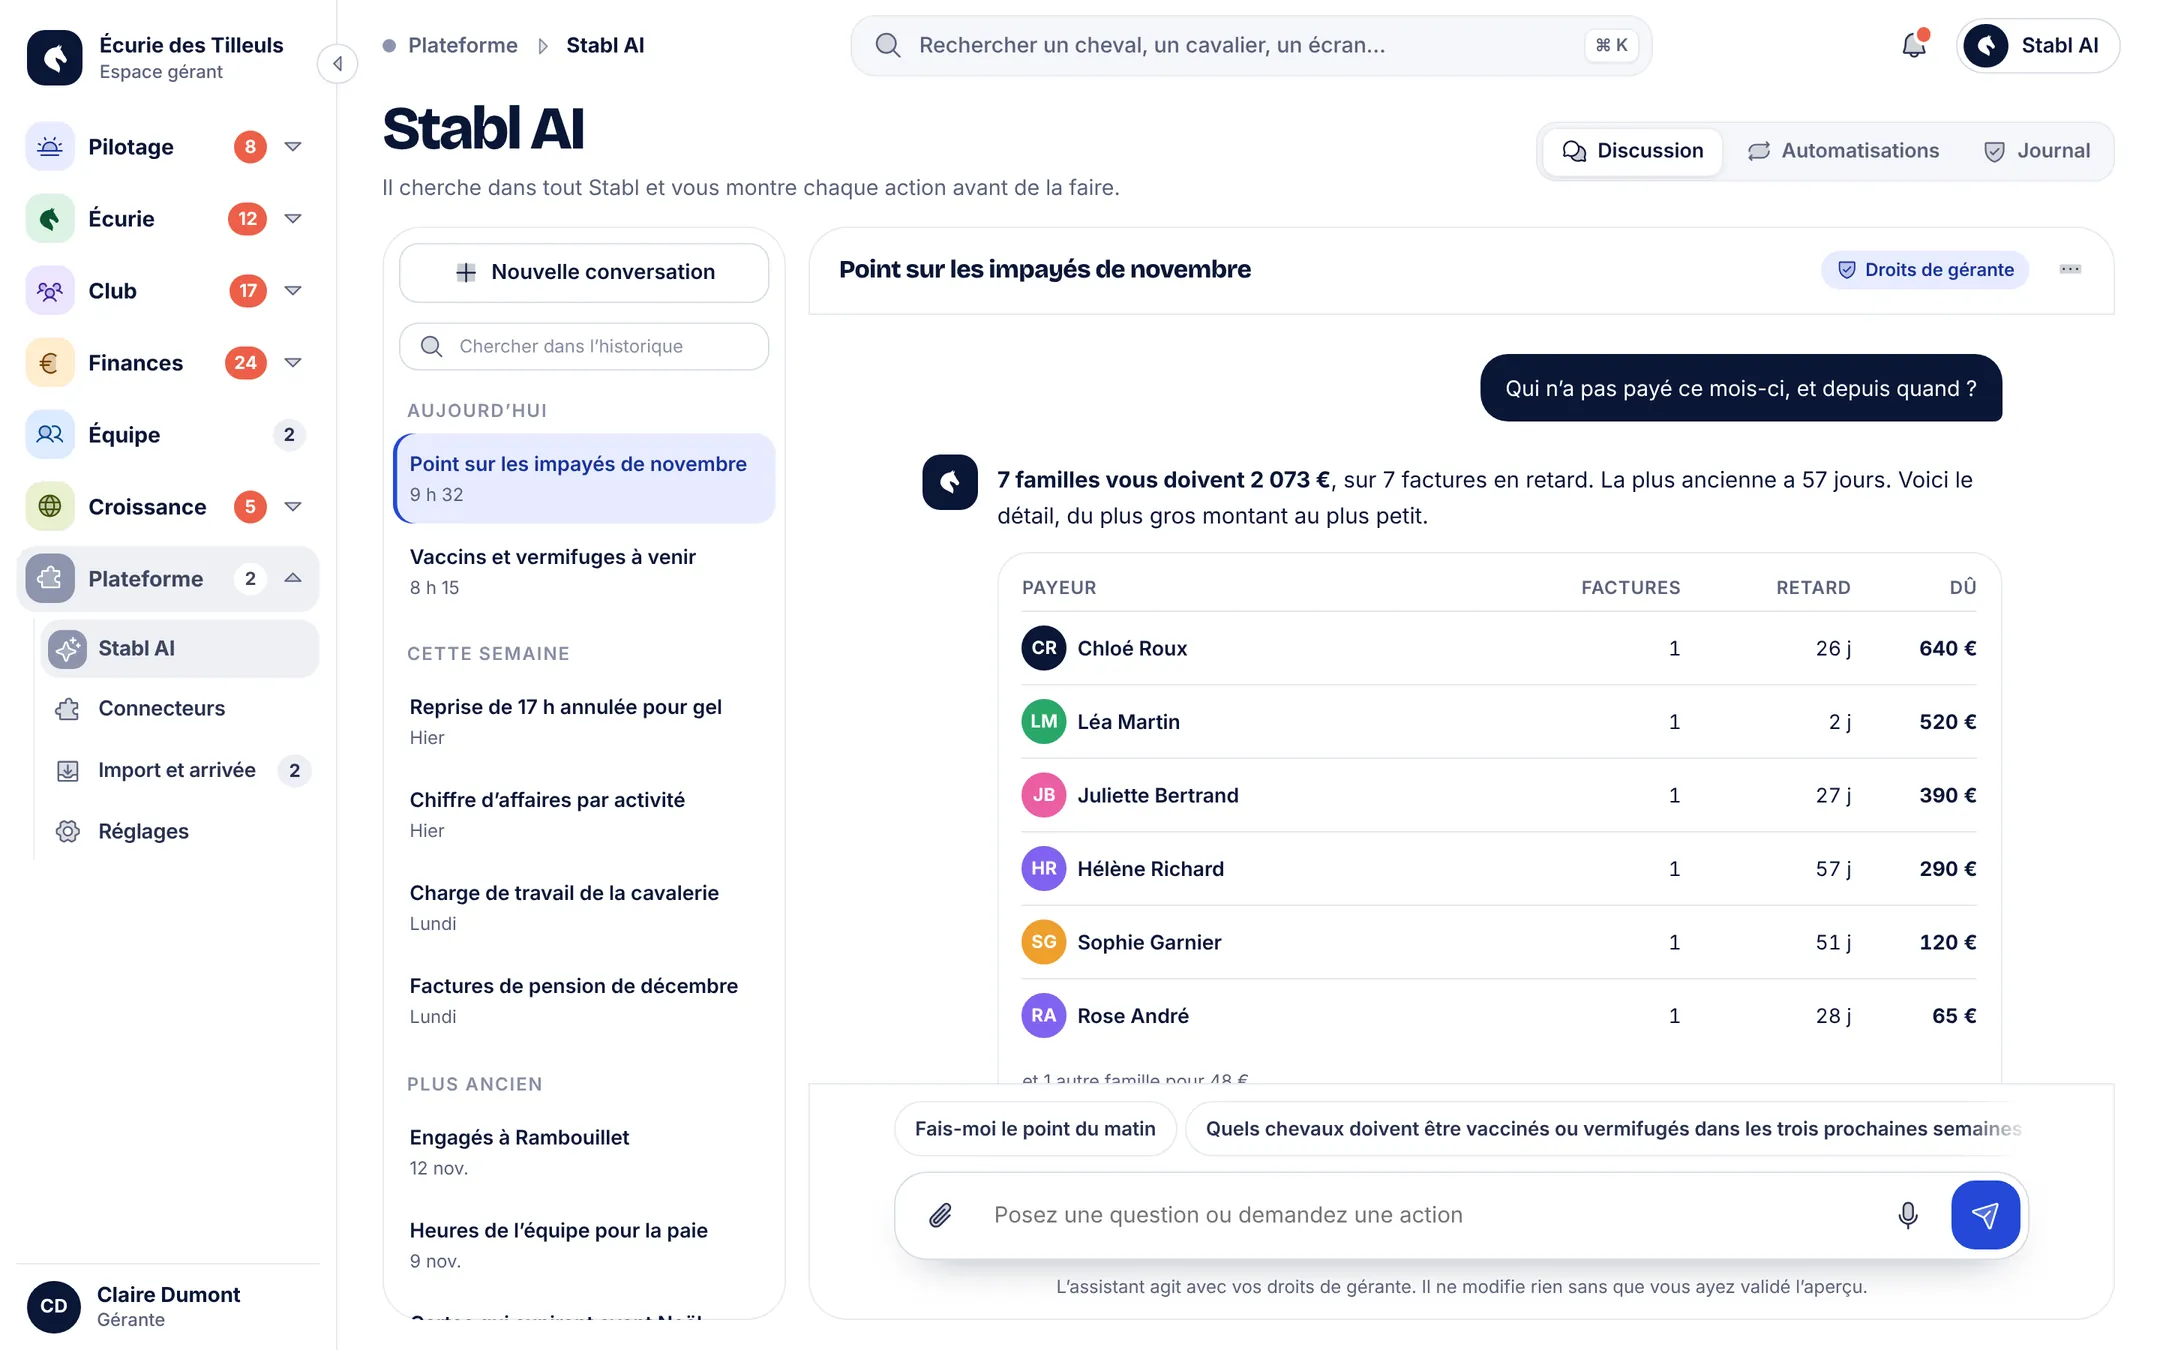 Écurie des Tilleuls
Espace gérant
Pilotage 8
Écurie 12
Club 17
Finances 24
Équipe 2
Croissance 5
Plateforme 2
Stabl AI
Connecteurs
Import et arrivée 2
Réglages
CD
Claire Dumont
Gérante
Plateforme Stabl AI
Rechercher un cheval, un cavalier, un écran...
⌘ K
Stabl AI
Stabl AI
Il cherche dans tout Stabl et vous montre chaque action avant de la faire.
Discussion
Automatisations
Journal
Nouvelle conversation
Chercher dans l’historique
AUJOURD’HUI
Point sur les impayés de novembre
9 h 32
Vaccins et vermifuges à venir
8 h 15
CETTE SEMAINE
Reprise de 17 h annulée pour gel
Hier
Chiffre d’affaires par activité
Hier
Charge de travail de la cavalerie
Lundi
Factures de pension de décembre
Lundi
PLUS ANCIEN
Engagés à Rambouillet
12 nov.
Heures de l’équipe pour la paie
9 nov.
Cartes qui expirent avant Noël
Point sur les impayés de novembre
Droits de gérante
Qui n’a pas payé ce mois-ci, et depuis quand ?
7 familles vous doivent 2 073 €, sur 7 factures en retard. La plus ancienne a 57 jours. Voici le
détail, du plus gros montant au plus petit.
PAYEUR FACTURES RETARD DÛ
CR Chloé Roux 1 26 j 640 €
LM Léa Martin 1 2 j 520 €
JB Juliette Bertrand 1 27 j 390 €
HR Hélène Richard 1 57 j 290 €
SG Sophie Garnier 1 51 j 120 €
RA Rose André 1 28 j 65 €
et 1 autre famille pour 48 €
Fais-moi le point du matin
Quels chevaux doivent être vaccinés ou vermifugés dans les trois prochaines semaines
Posez une question ou demandez une action
L’assistant agit avec vos droits de gérante. Il ne modifie rien sans que vous ayez validé l’aperçu.